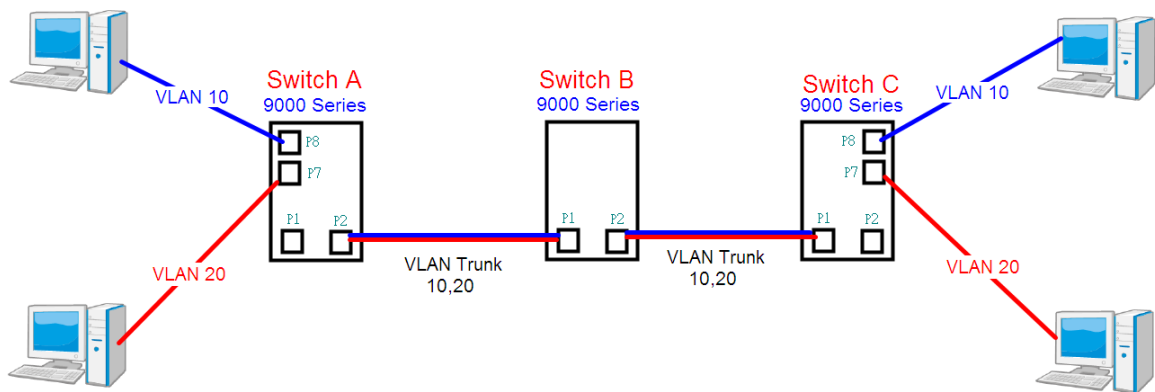 Switch A
9000 Series
Switch B
9000 Series
Switch C
9000 Series
VLAN 10
VLAN 10
P8
P7
P8
P7
P1
P2
P1
P2
P1
P2
VLAN Trunk
10,20
VLAN Trunk
10,20
VLAN 20
VLAN 20